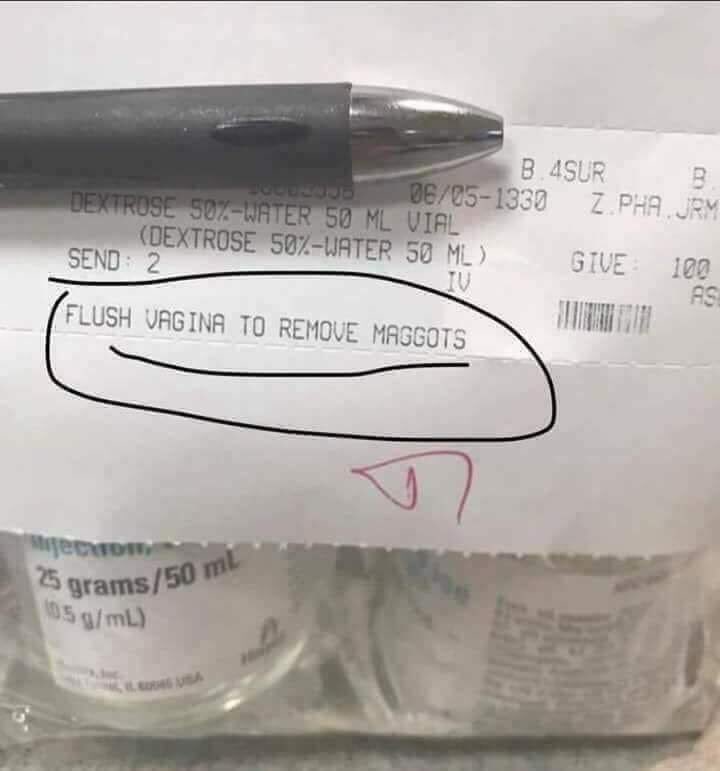 B.4SUR B.
06/05-1330 Z.PHA.JRM
DEXTROSE 50%-WATER 50 ML VIAL
(DEXTROSE 50%-WATER 50 ML)
SEND: 2 GIVE: 100
IV
FLUSH VAGINA TO REMOVE MAGGOTS
25 grams/50 mL
(0.5 g/mL)